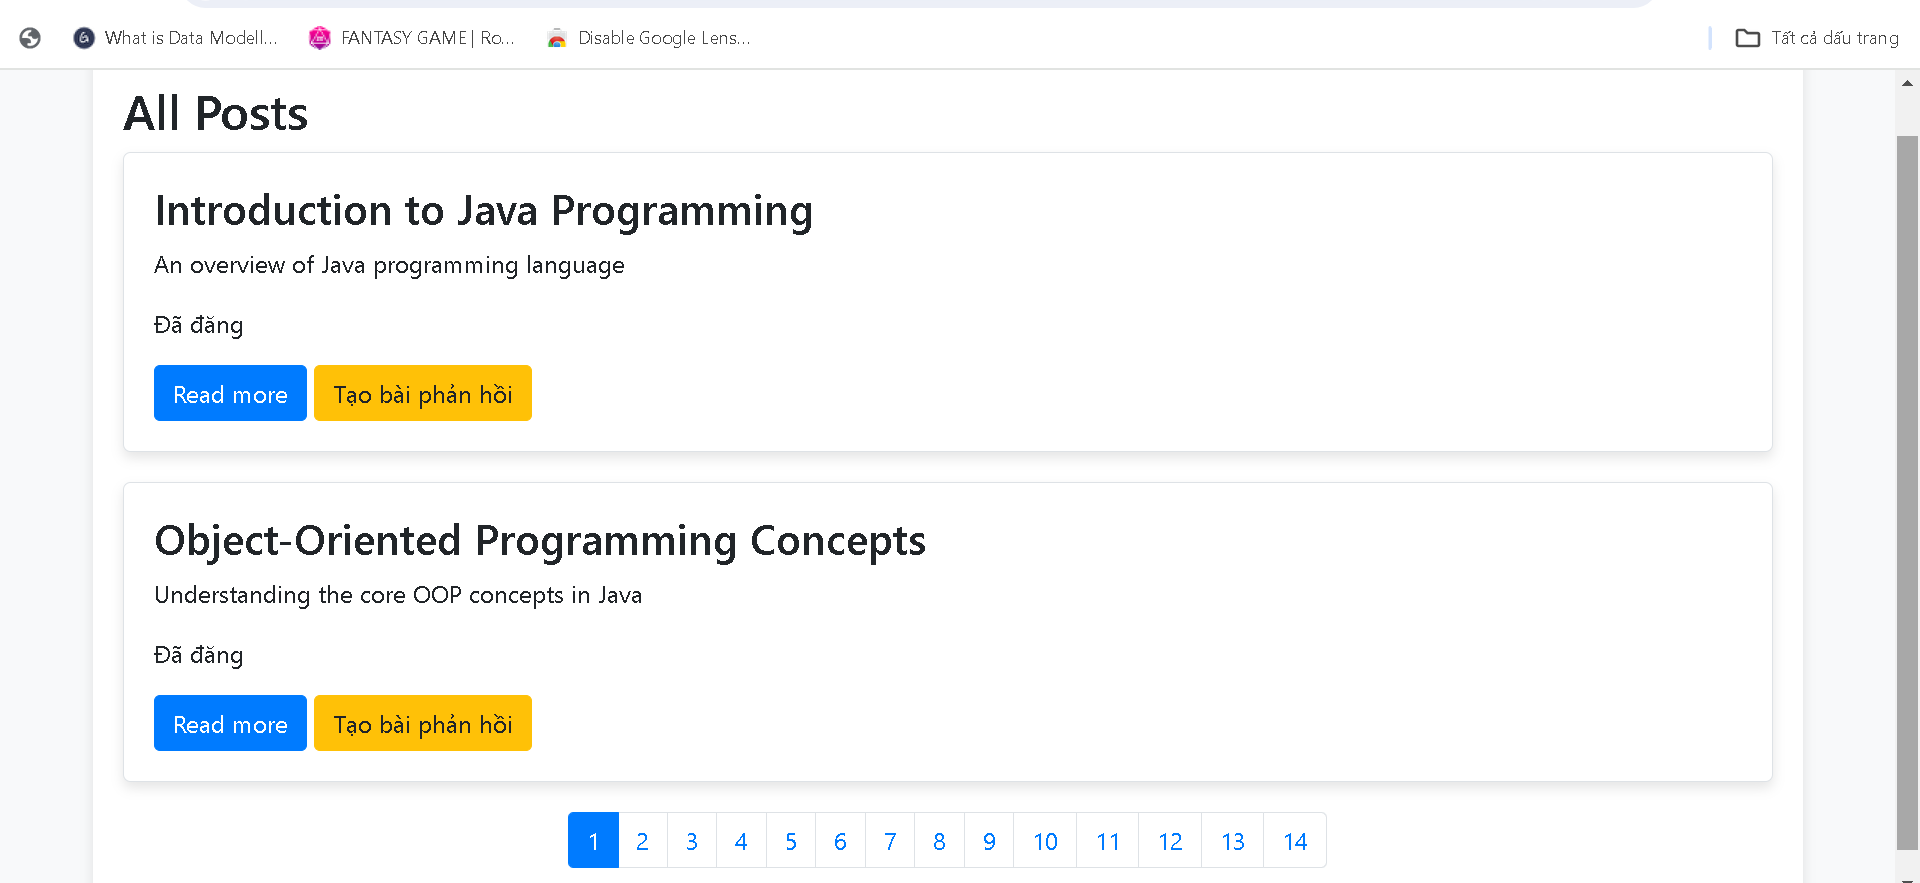 What is Data Modell...
FANTASY GAME | Ro...
Disable Google Lens...
Tất cả dấu trang
All Posts
Introduction to Java Programming
An overview of Java programming language
Đã đăng
Read more
Tạo bài phản hồi
Object-Oriented Programming Concepts
Understanding the core OOP concepts in Java
Đã đăng
Read more
Tạo bài phản hồi
1 2 3 4 5 6 7 8 9 10 11 12 13 14